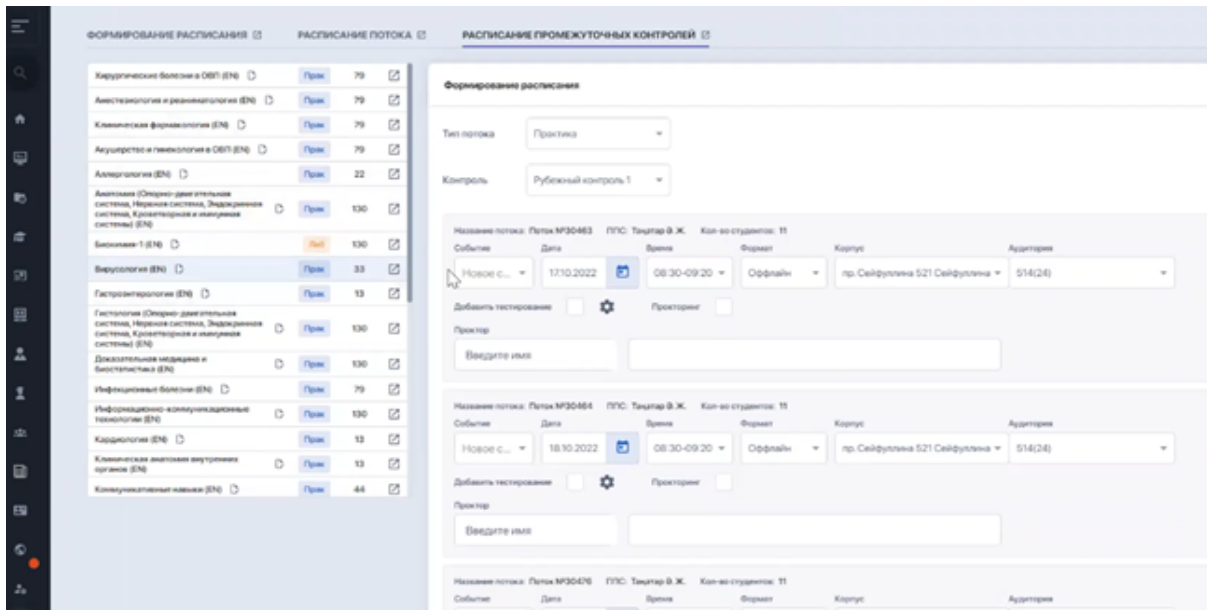 ФОРМИРОВАНИЕ РАСПИСАНИЯ
РАСПИСАНИЕ ПОТОКА
РАСПИСАНИЕ ПРОМЕЖУТОЧНЫХ КОНТРОЛЕЙ
Хирургические болезни в ОВП (EN) Прак 79
Анестезиология и реаниматология (EN) Прак 79
Клиническая фармакология (EN) Прак 79
Акушерство и гинекология в ОВП (EN) Прак 79
Аллергология (EN) Прак 22
Анатомия (Опорно-двигательная
система, Нервная система, Эндокринная
система, Кроветворная и иммунная
системы) (EN) Прак 130
Биохимия-1 (EN) Лаб 130
Вирусология (EN) Прак 33
Гастроэнтерология (EN) Прак 13
Гистология (Опорно-двигательная
система, Нервная система, Эндокринная
система, Кроветворная и иммунная
системы) (EN) Прак 130
Доказательная медицина и
биостатистика (EN) Прак 130
Инфекционные болезни (EN) Прак 79
Информационно-коммуникационные
технологии (EN) Прак 130
Кардиология (EN) Прак 13
Клиническая анатомия внутренних
органов (EN) Прак 13
Коммуникативные навыки (EN) Прак 44
Формирование расписания
Тип потока Практика
Контроль Рубежный контроль 1
Название потока: Поток №30463 ППС: Таңатар Ə. Ж. Кол-во студентов: 11
Событие Дата Время Формат Корпус Аудитория
Новое с... 17.10.2022 08:30-09:20 Оффлайн пр. Сейфуллина 521 Сейфуллина 514(24)
Добавить тестирование Прокторинг
Проктор
Введите имя
Название потока: Поток №30464 ППС: Таңатар Ə. Ж. Кол-во студентов: 11
Событие Дата Время Формат Корпус Аудитория
Новое с... 18.10.2022 08:30-09:20 Оффлайн пр. Сейфуллина 521 Сейфуллина 514(24)
Добавить тестирование Прокторинг
Проктор
Введите имя
Название потока: Поток №30476 ППС: Таңатар Ə. Ж. Кол-во студентов: 11
Событие Дата Время Формат Корпус Аудитория